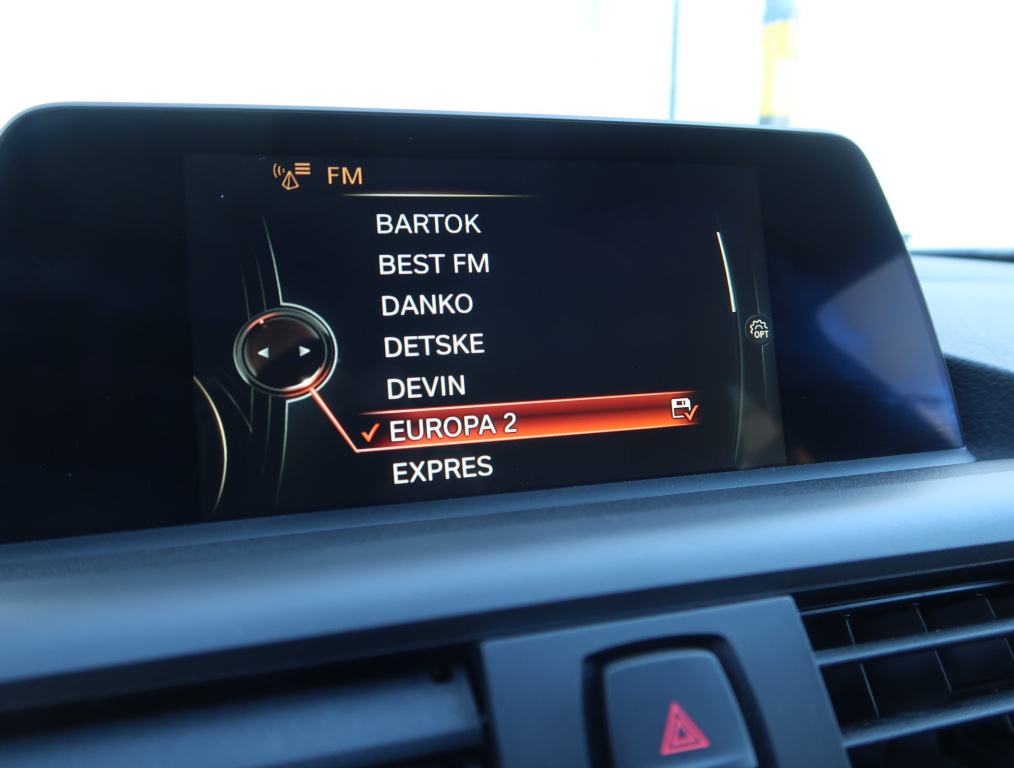 FM
BARTOK
BEST FM
DANKO
DETSKE
OPT
DEVIN
EUROPA 2
EXPRES